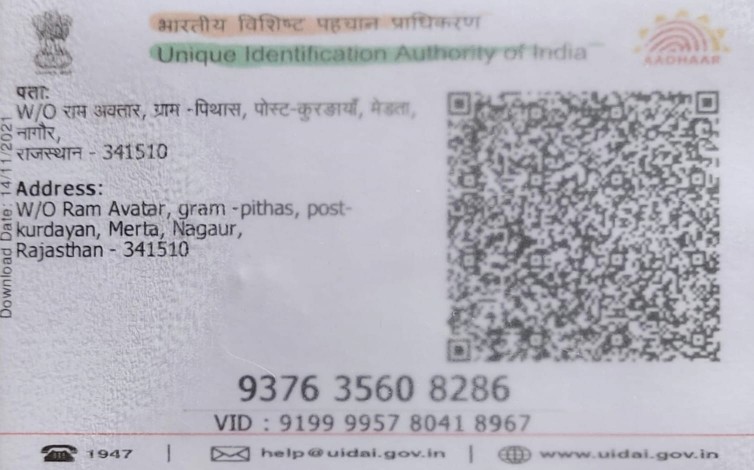 भारतीय विशिष्ट पहचान प्राधिकरण
Unique Identification Authority of India
AADHAAR
पता:
W/O राम अवतार, ग्राम -पिथास, पोस्ट-कुरडायाँ, मेडता,
नागौर,
राजस्थान - 341510
Address:
W/O Ram Avatar, gram -pithas, post-
kurdayan, Merta, Nagaur,
Rajasthan - 341510
Download Date: 14/11/2021
9376 3560 8286
VID : 9199 9957 8041 8967
1947 | help@uidai.gov.in | www.uidai.gov.in